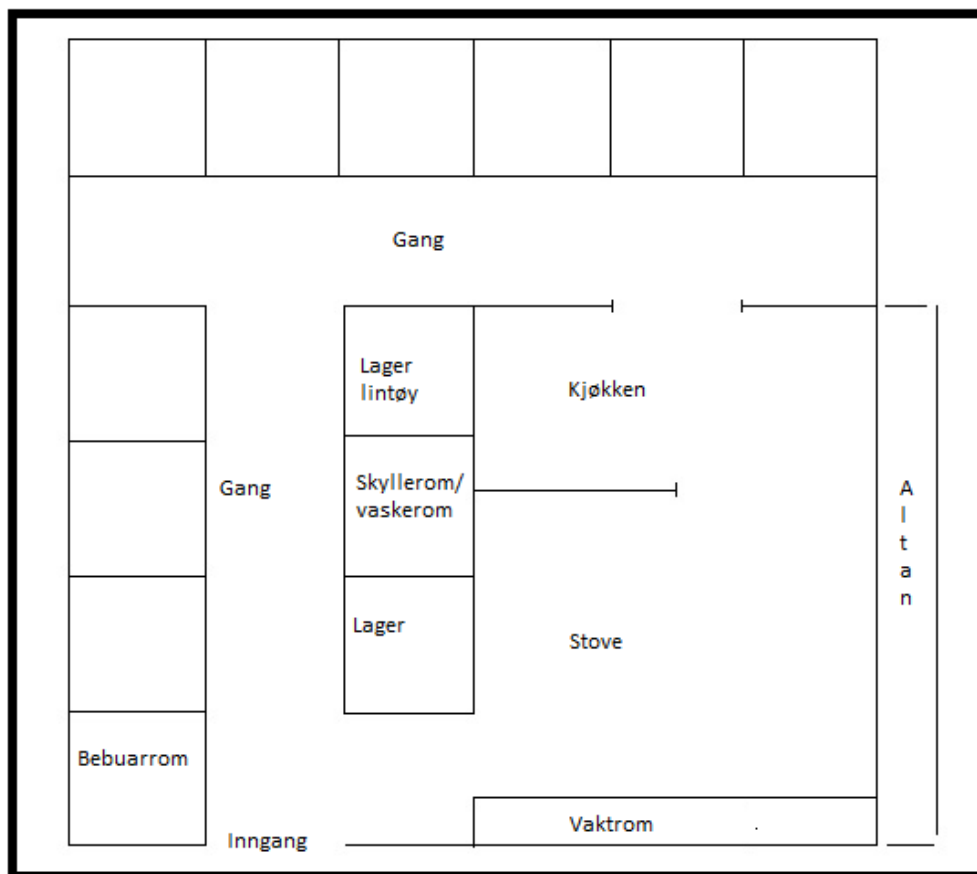 Gang
Lager
lintøy
Kjøkken
Gang
Skyllerom/
vaskerom
A
l
t
a
n
Lager
Stove
Bebuarrom
Vaktrom
Inngang